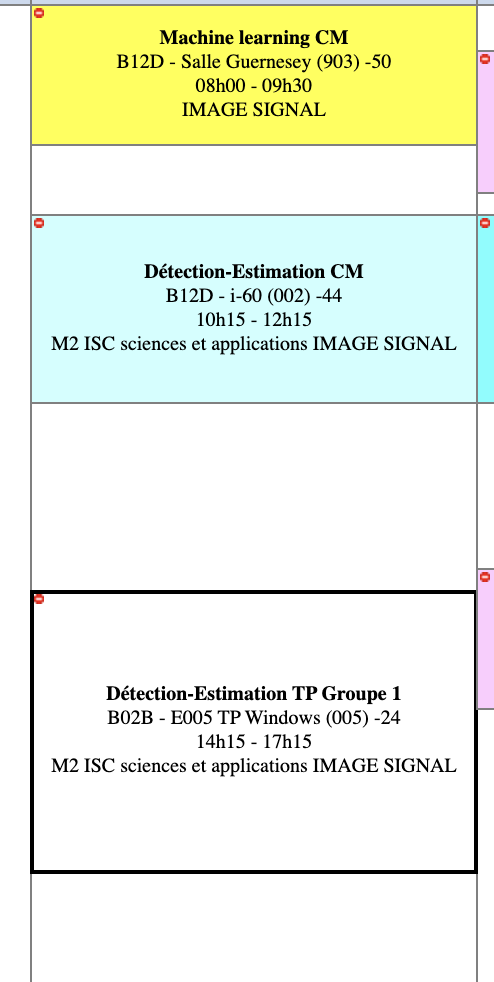 Machine learning CM
B12D - Salle Guernesey (903) -50
08h00 - 09h30
IMAGE SIGNAL
Détection-Estimation CM
B12D - i-60 (002) -44
10h15 - 12h15
M2 ISC sciences et applications IMAGE SIGNAL
Détection-Estimation TP Groupe 1
B02B - E005 TP Windows (005) -24
14h15 - 17h15
M2 ISC sciences et applications IMAGE SIGNAL